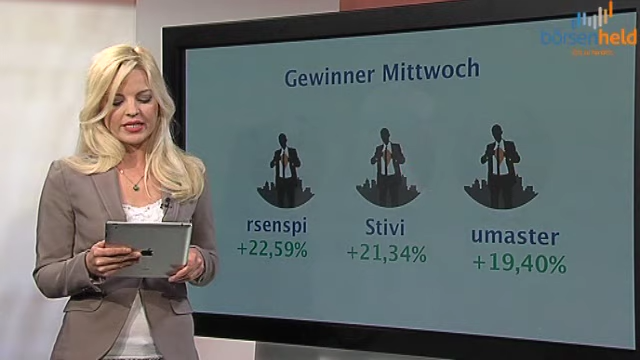 börsenheld
Gewinner Mittwoch
rsenspi
Stivi
umaster
+22,59%
+21,34%
+19,40%